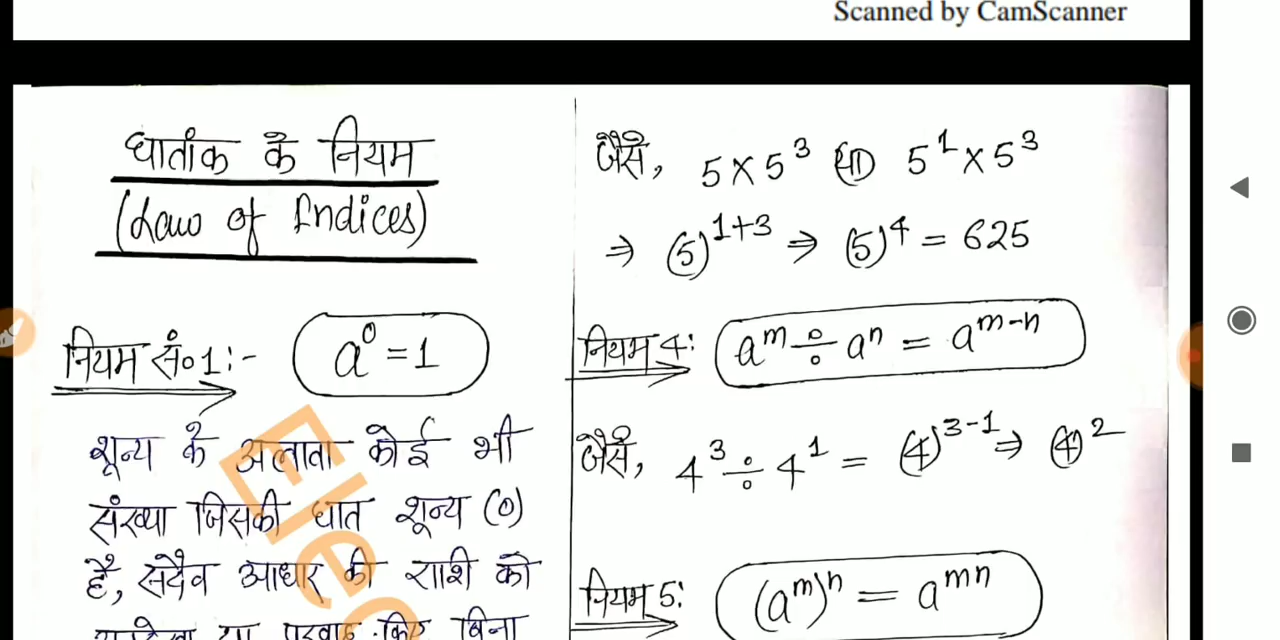 Scanned by CamScanner
घातांक के नियम
(Law of Indices)
नियम सं०1:- a⁰ = 1
शून्य के अलावा कोई भी
संख्या जिसकी घात शून्य (0)
है, सदैव आधार की राशि को
या परवाह किए बिना
Elec
जैसे, 5 × 5³ या 5¹ × 5³
⇒ (5)¹⁺³ ⇒ (5)⁴ = 625
नियम 4: aᵐ ÷ aⁿ = aᵐ⁻ⁿ
जैसे, 4³ ÷ 4¹ = (4)³⁻¹ ⇒ (4)²
नियम 5: (aᵐ)ⁿ = aᵐⁿ